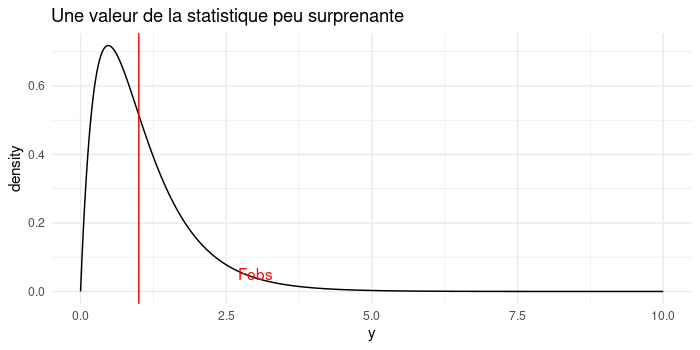 Une valeur de la statistique peu surprenante
density
0.6
0.4
0.2
0.0
Fobs
0.0 2.5 5.0 7.5 10.0
y